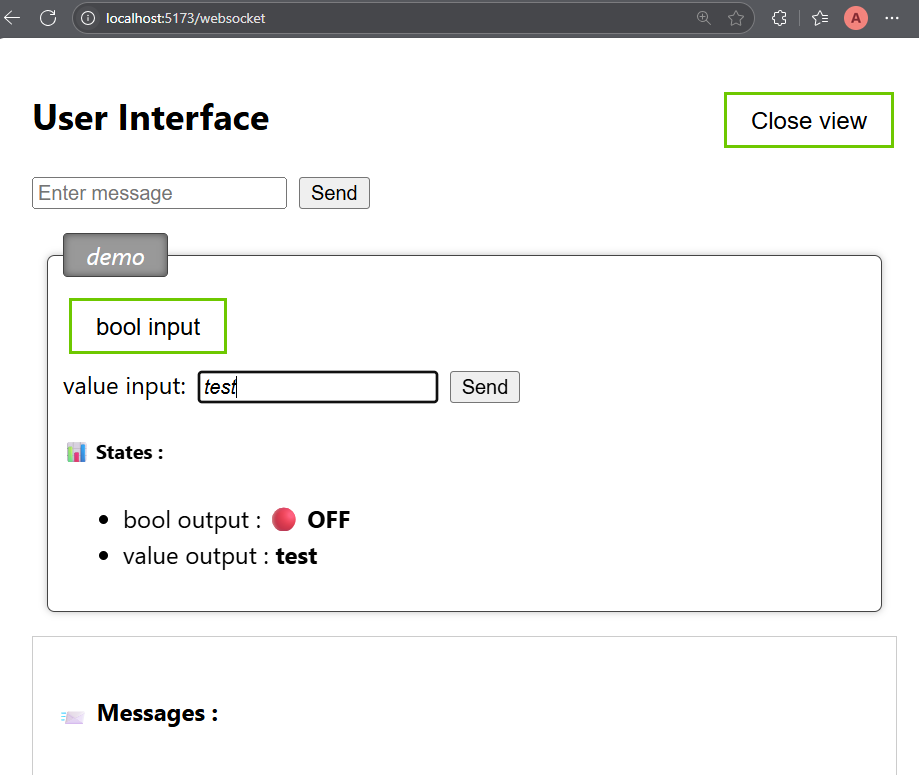 localhost:5173/websocket
A
User Interface
Close view
Enter message
Send
demo
bool input
value input:
test
Send
States :
bool output : OFF
value output : test
Messages :